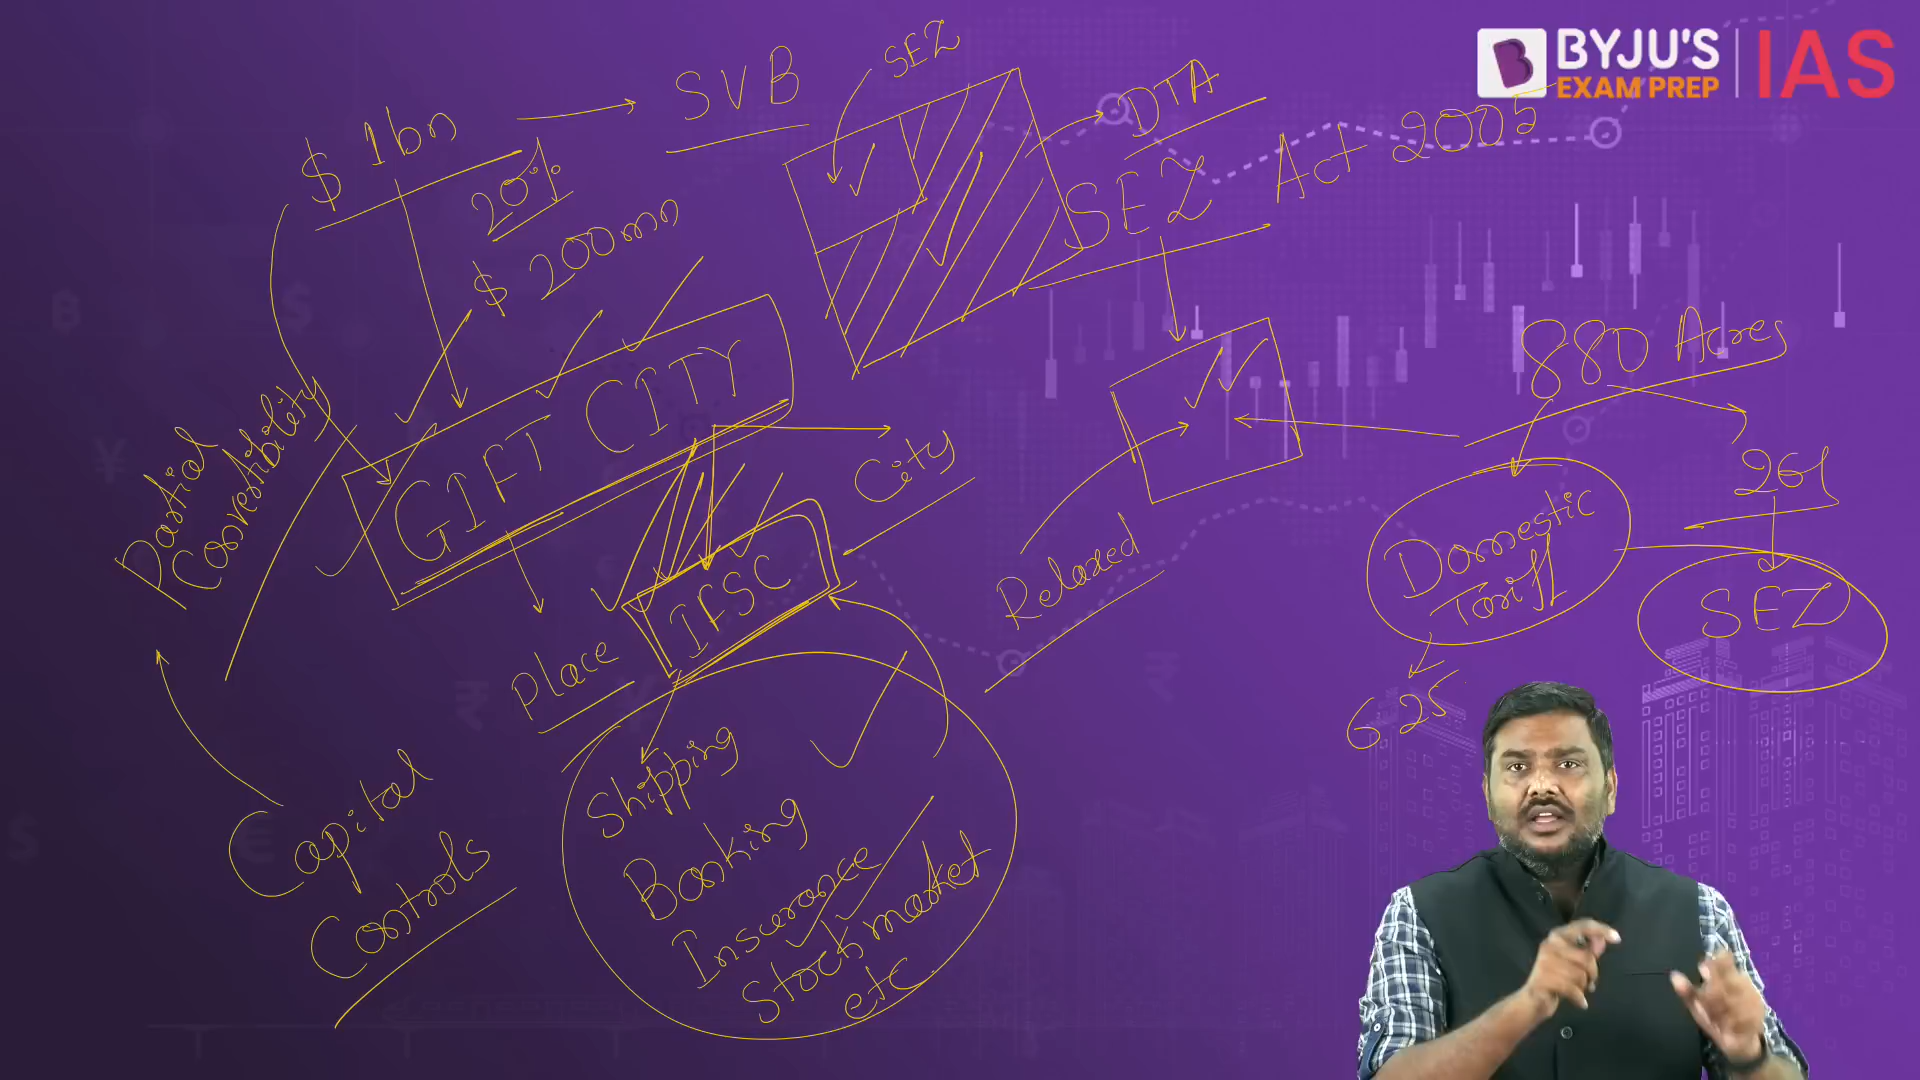 BYJU'S
EXAM PREP
IAS
$ 1bn
SVB
20%
$ 200mn
SEZ
DTA
SEZ Act 2005
880 Acres
Domestic
Tariff
625
261
SEZ
Relaxed
GIFT CITY
City
Place
IFSC
Partial
Convertibility
Capital
Controls
Shipping
Banking
Insurance
Stock market
etc